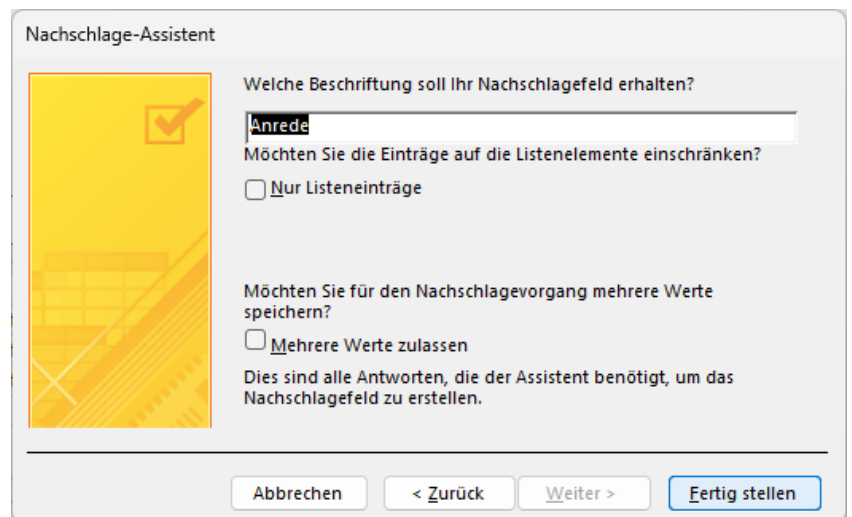 Nachschlage-Assistent
Welche Beschriftung soll Ihr Nachschlagefeld erhalten?
Anrede
Möchten Sie die Einträge auf die Listenelemente einschränken?
Nur Listeneinträge
Möchten Sie für den Nachschlagevorgang mehrere Werte
speichern?
Mehrere Werte zulassen
Dies sind alle Antworten, die der Assistent benötigt, um das
Nachschlagefeld zu erstellen.
Abbrechen < Zurück Weiter > Fertig stellen